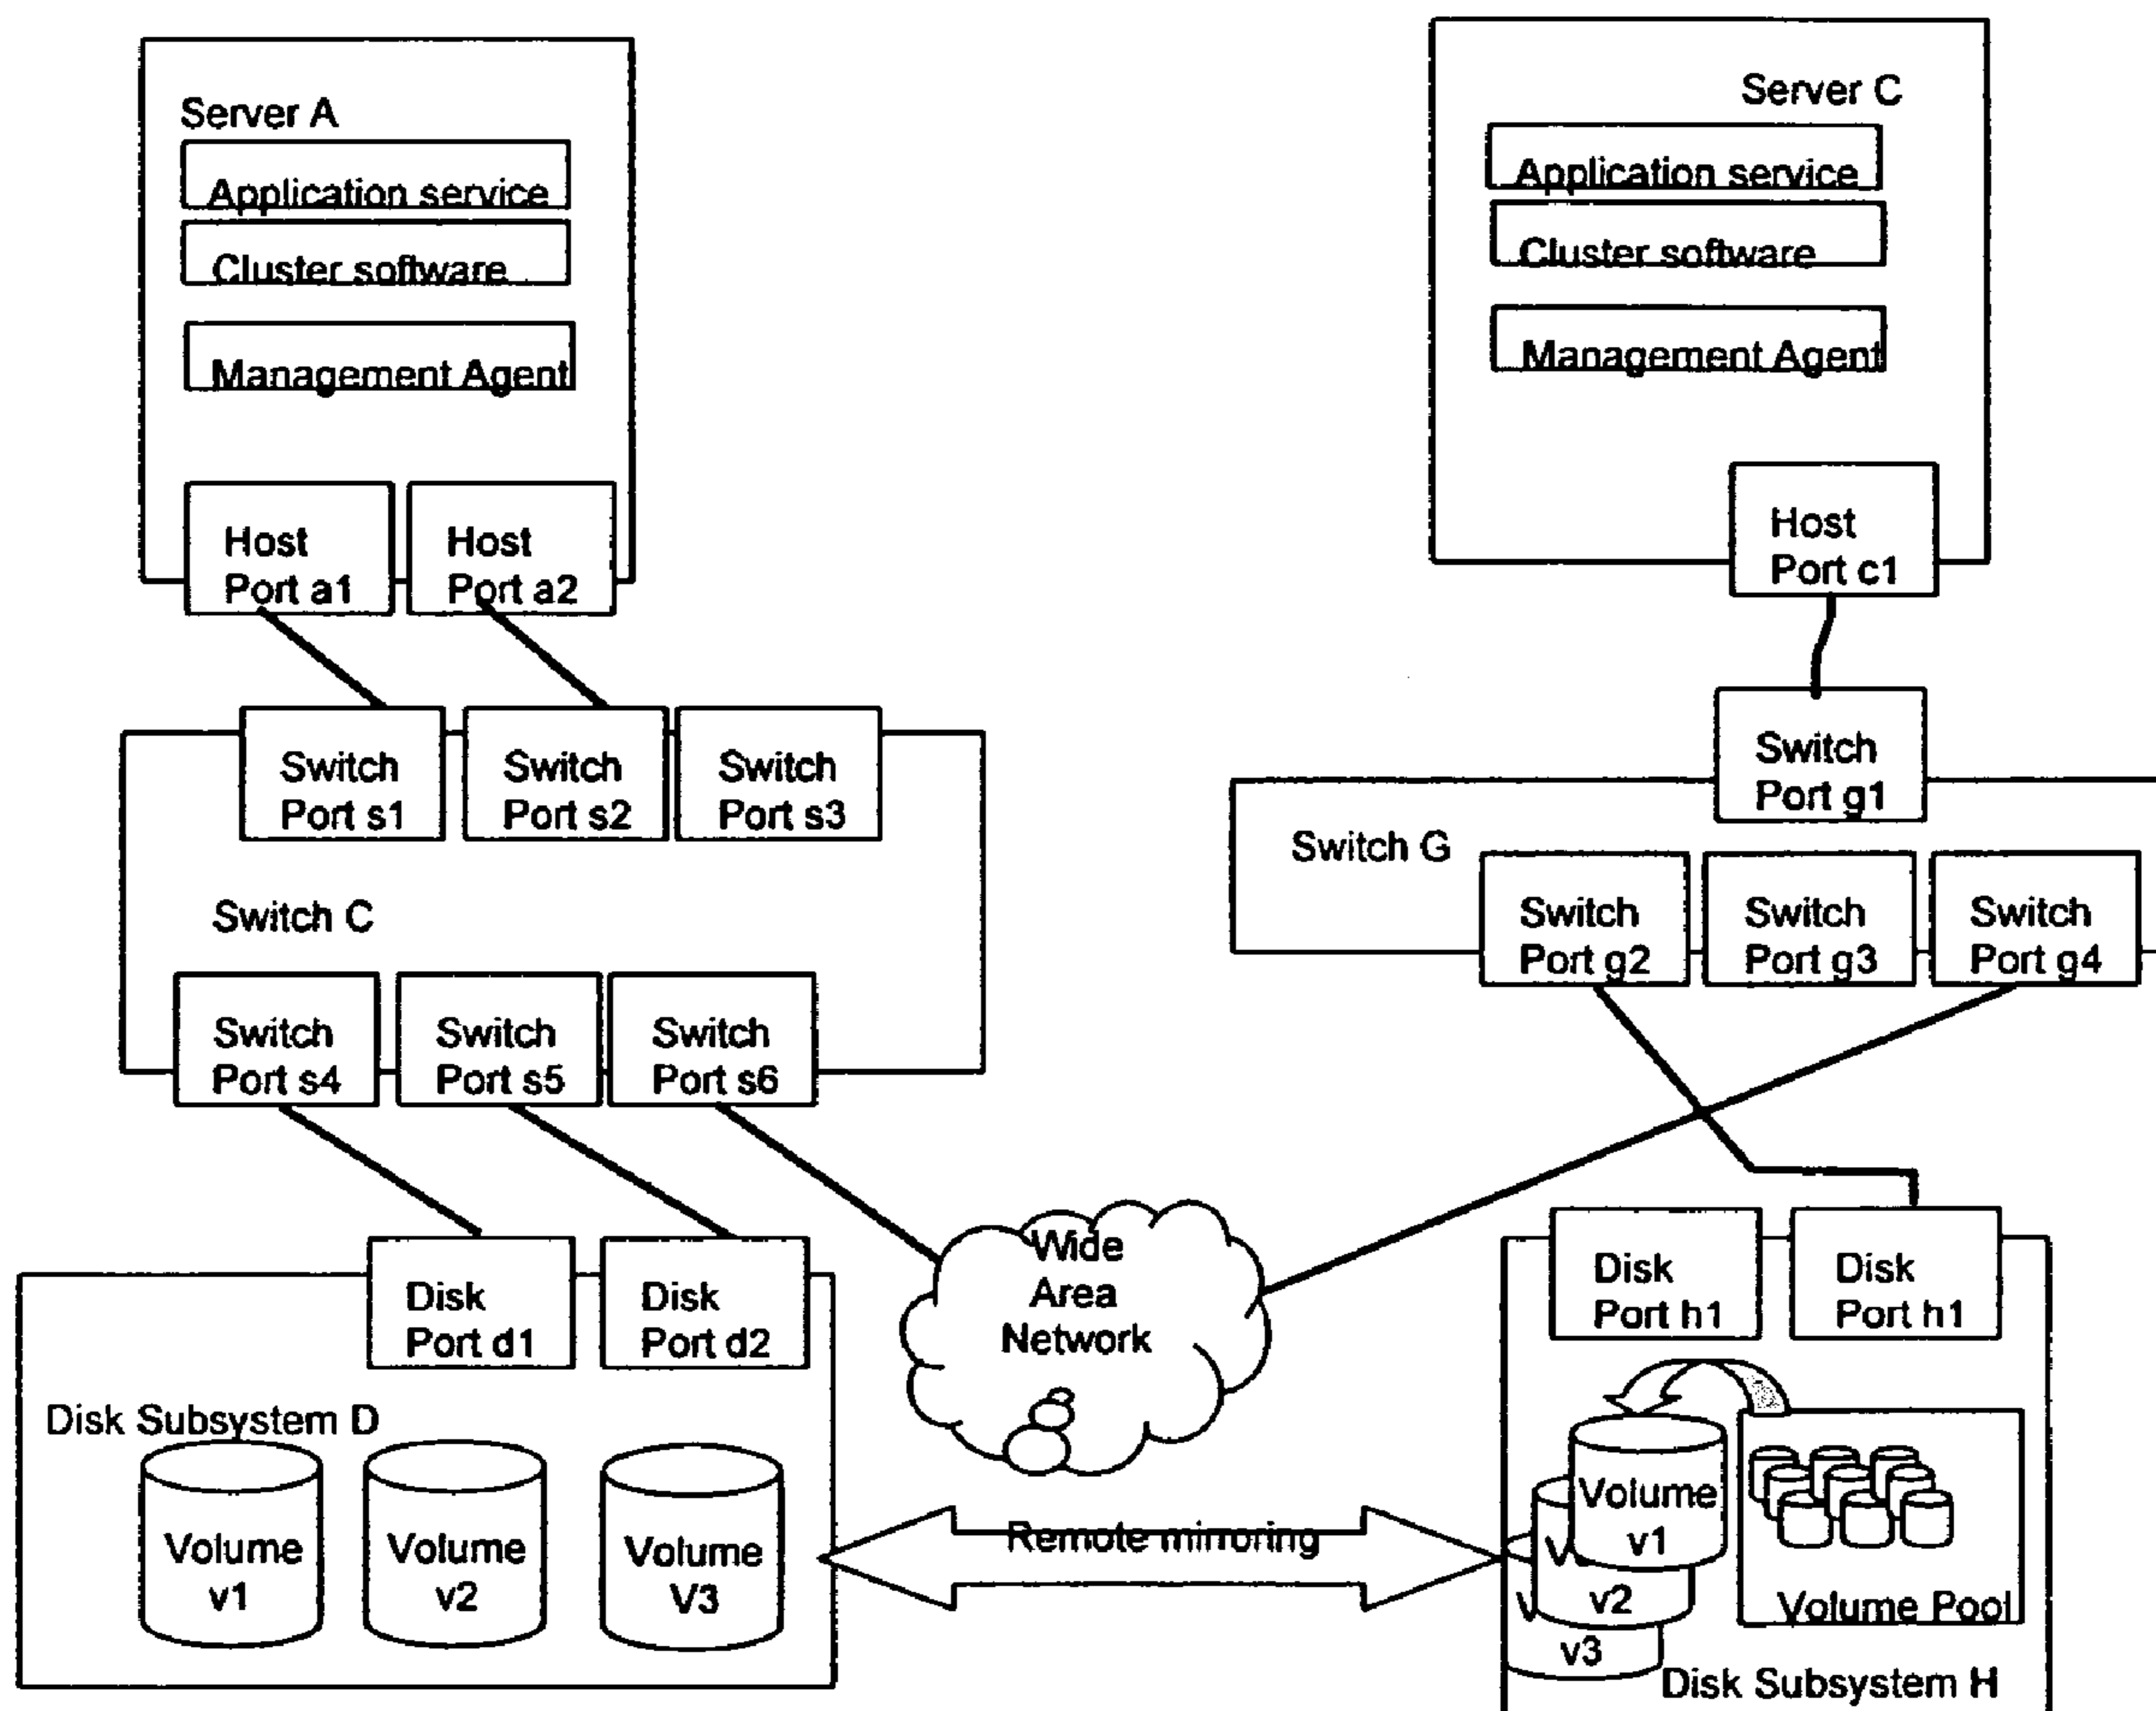 Server A
Application service
Cluster software
Management Agent
Host
Port a1
Host
Port a2
Server C
Application service
Cluster software
Management Agent
Host
Port c1
Switch
Port s1
Switch
Port s2
Switch
Port s3
Switch C
Switch
Port s4
Switch
Port s5
Switch
Port s6
Switch
Port g1
Switch G
Switch
Port g2
Switch
Port g3
Switch
Port g4
Wide
Area
Network
Disk
Port d1
Disk
Port d2
Disk Subsystem D
Volume
v1
Volume
v2
Volume
V3
Remote mirroring
Disk
Port h1
Disk
Port h1
Volume
v1
V
v2
V
v3
Volume Pool
Disk Subsystem H